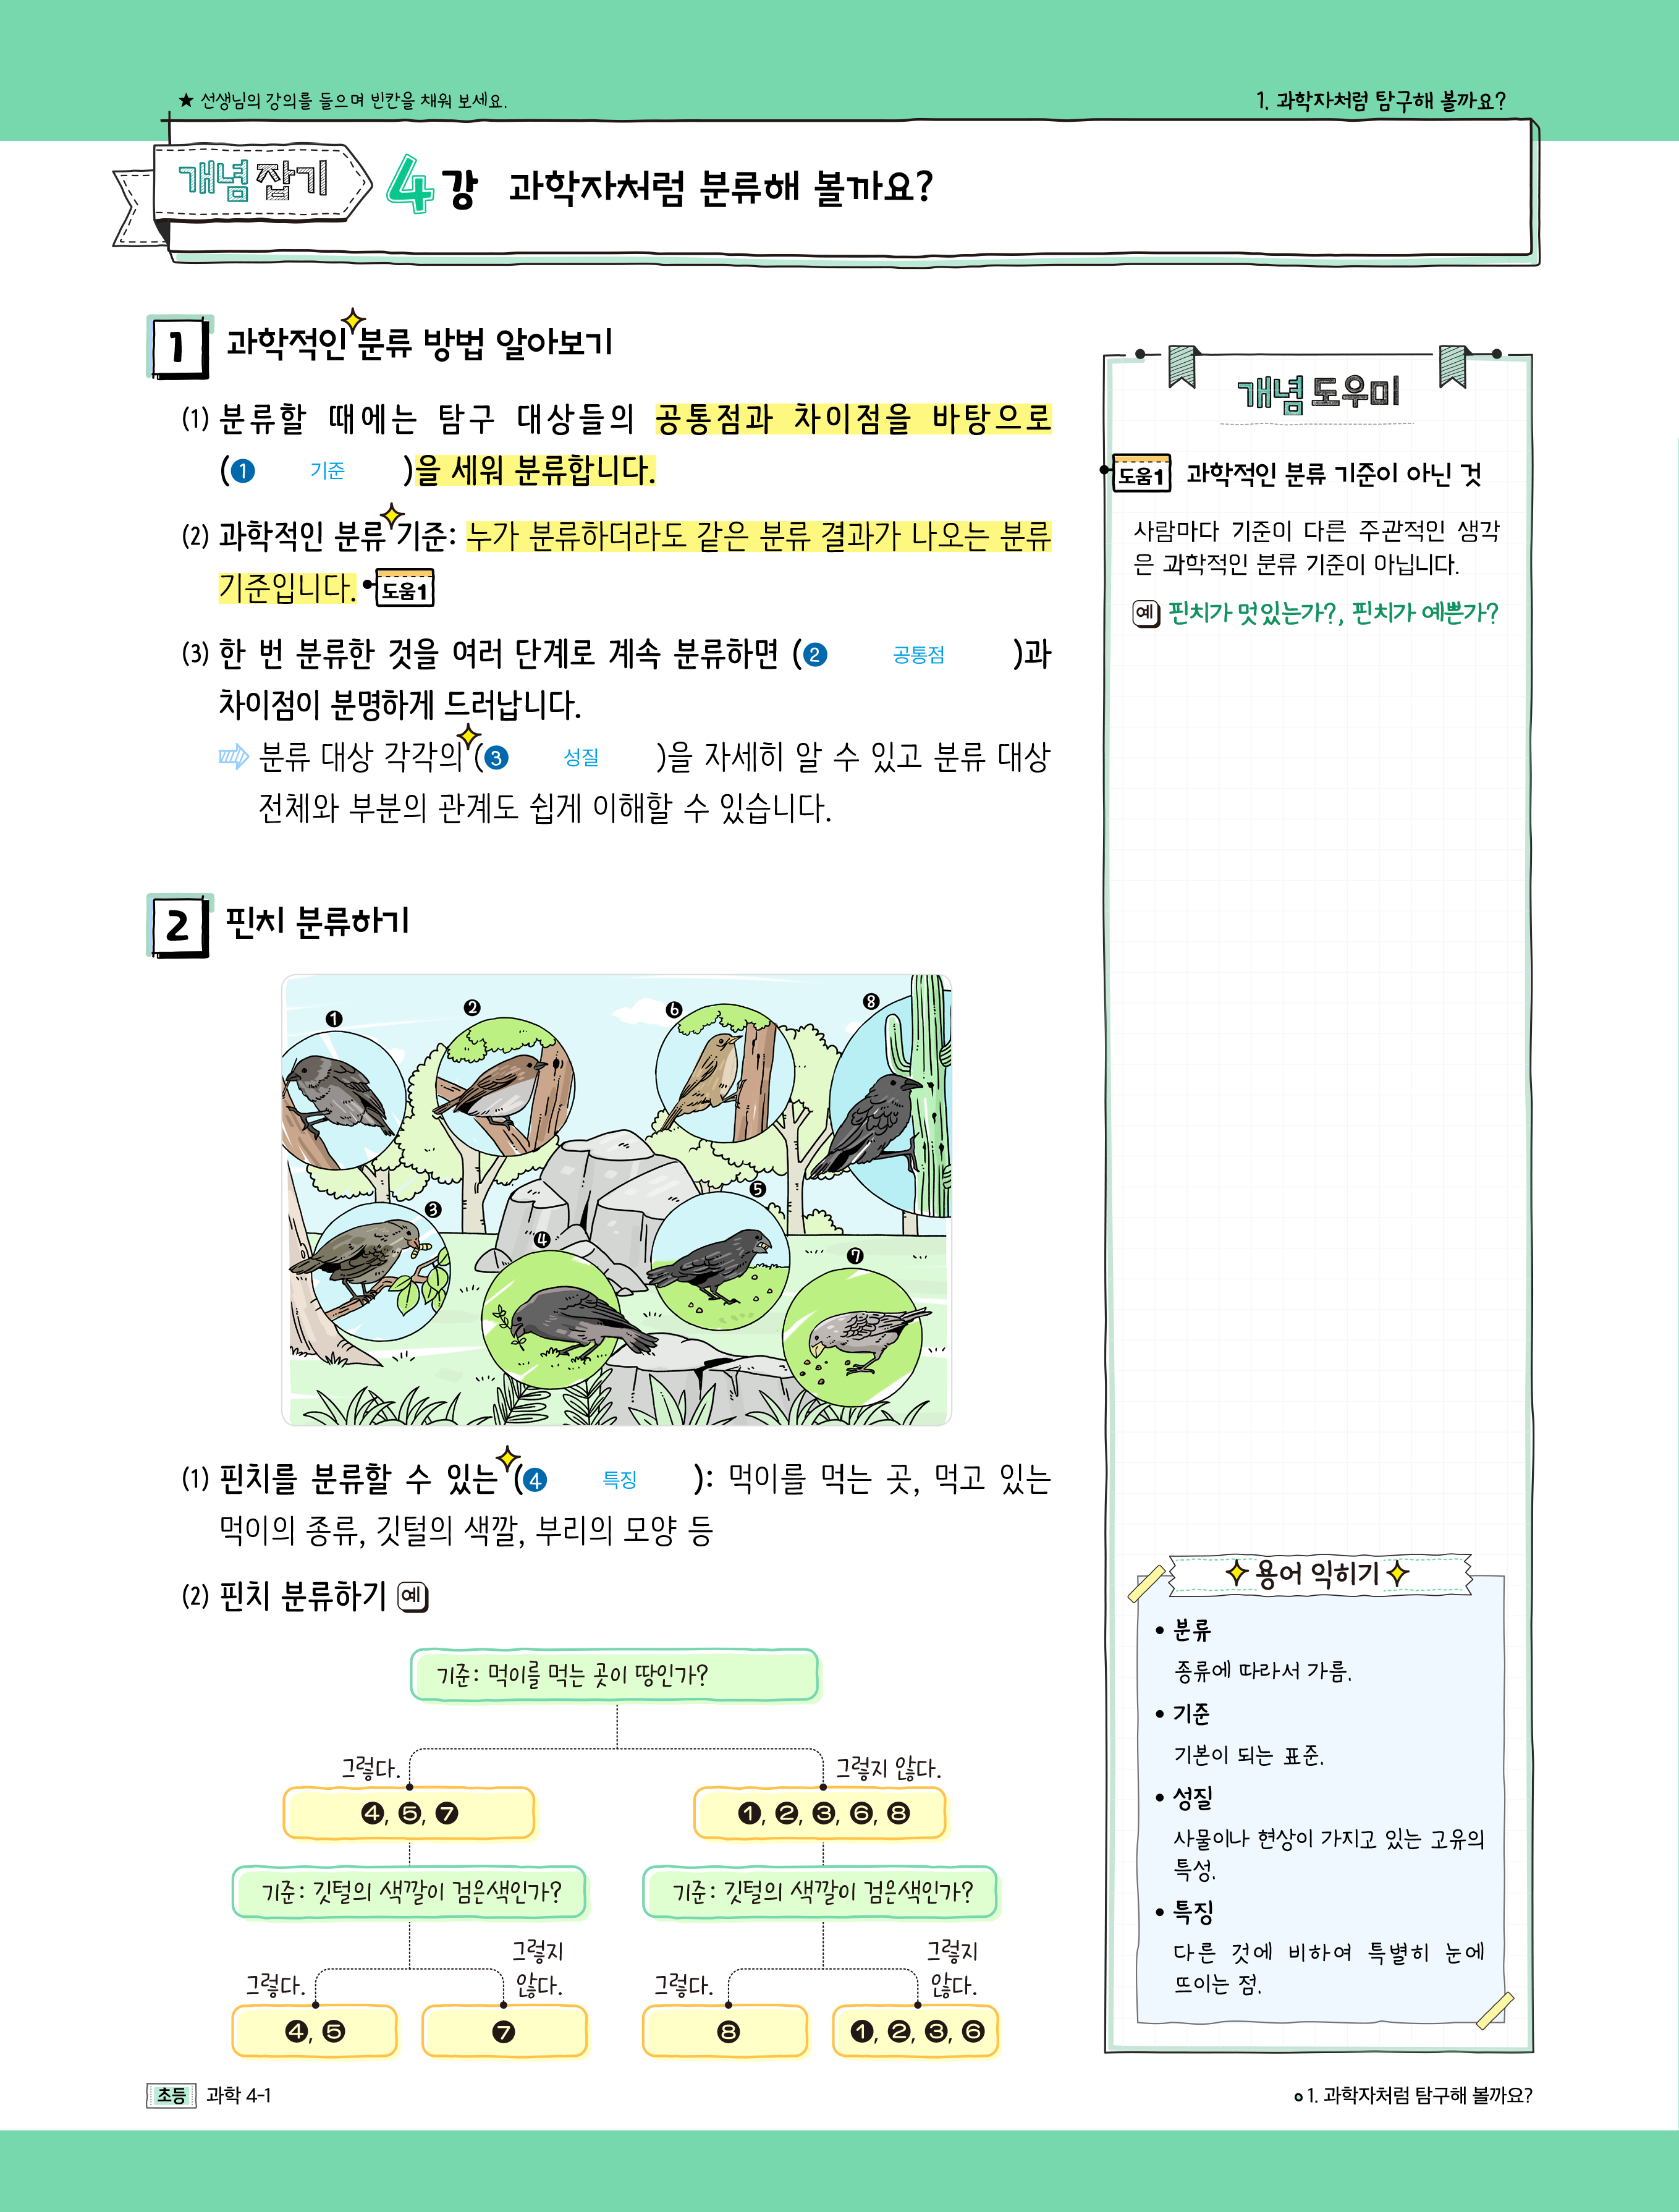 ★ 선생님의 강의를 들으며 빈칸을 채워 보세요.
1. 과학자처럼 탐구해 볼까요?
개념 잡기
4강 과학자처럼 분류해 볼까요?
1 과학적인 분류 방법 알아보기
(1) 분류할 때에는 탐구 대상들의 공통점과 차이점을 바탕으로
(❶ 기준 )을 세워 분류합니다.
(2) 과학적인 분류 기준: 누가 분류하더라도 같은 분류 결과가 나오는 분류
기준입니다. 도움1
(3) 한 번 분류한 것을 여러 단계로 계속 분류하면 (❷ 공통점 )과
차이점이 분명하게 드러납니다.
⇨ 분류 대상 각각의 (❸ 성질 )을 자세히 알 수 있고 분류 대상
전체와 부분의 관계도 쉽게 이해할 수 있습니다.
2 핀치 분류하기
❶
❷
❻
❽
❸
❹
❺
❼
(1) 핀치를 분류할 수 있는 (❹ 특징 ): 먹이를 먹는 곳, 먹고 있는
먹이의 종류, 깃털의 색깔, 부리의 모양 등
(2) 핀치 분류하기 예
기준: 먹이를 먹는 곳이 땅인가?
그렇다.
그렇지 않다.
❹, ❺, ❼
❶, ❷, ❸, ❻, ❽
기준: 깃털의 색깔이 검은색인가?
기준: 깃털의 색깔이 검은색인가?
그렇다.
그렇지
않다.
그렇다.
그렇지
않다.
❹, ❺
❼
❽
❶, ❷, ❸, ❻
개념 도우미
도움1 과학적인 분류 기준이 아닌 것
사람마다 기준이 다른 주관적인 생각
은 과학적인 분류 기준이 아닙니다.
예 핀치가 멋있는가?, 핀치가 예쁜가?
용어 익히기
• 분류
종류에 따라서 가름.
• 기준
기본이 되는 표준.
• 성질
사물이나 현상이 가지고 있는 고유의
특성.
• 특징
다른 것에 비하여 특별히 눈에
뜨이는 점.
초등 과학 4-1
1. 과학자처럼 탐구해 볼까요?